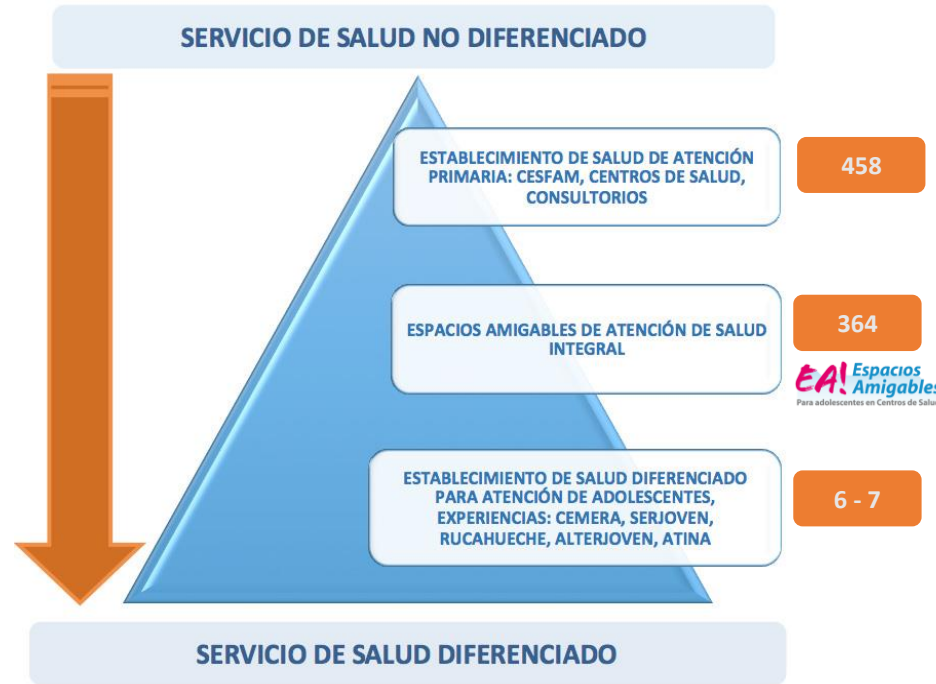 SERVICIO DE SALUD NO DIFERENCIADO
ESTABLECIMIENTO DE SALUD DE ATENCIÓN
PRIMARIA: CESFAM, CENTROS DE SALUD,
CONSULTORIOS
458
ESPACIOS AMIGABLES DE ATENCIÓN DE SALUD
INTEGRAL
364
EA! Espacios
Amigables
Para adolescentes en Centros de Salud
ESTABLECIMIENTO DE SALUD DIFERENCIADO
PARA ATENCIÓN DE ADOLESCENTES,
EXPERIENCIAS: CEMERA, SERJOVEN,
RUCAHUECHE, ALTERJOVEN, ATINA
6 - 7
SERVICIO DE SALUD DIFERENCIADO